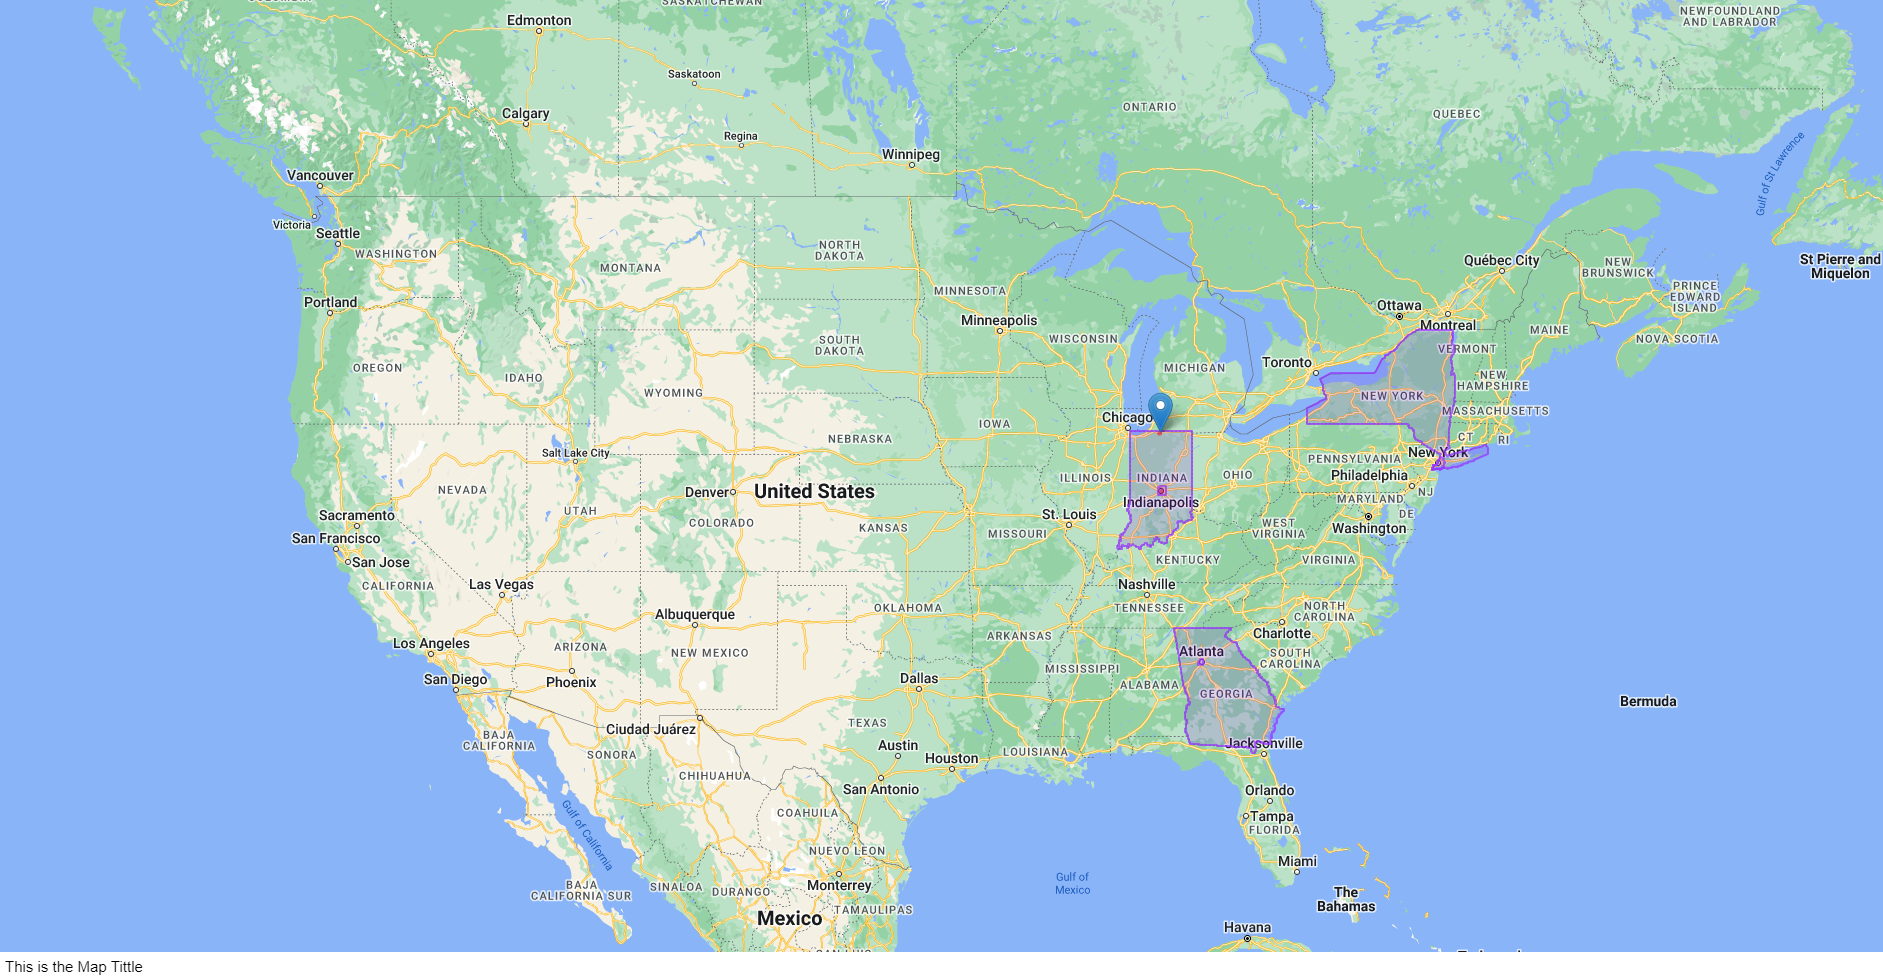 COLUMBIA
SASKATCHEWAN
NEWFOUNDLAND
AND LABRADOR
Edmonton
Saskatoon
Calgary
ONTARIO
QUEBEC
Regina
Winnipeg
Vancouver
Gulf of St Lawrence
Victoria
Seattle
WASHINGTON
NORTH
DAKOTA
MONTANA
Québec City
NEW
BRUNSWICK
St Pierre and
Miquelon
MINNESOTA
PRINCE
EDWARD
ISLAND
Portland
Ottawa
Minneapolis
Montreal
MAINE
WISCONSIN
NOVA SCOTIA
SOUTH
DAKOTA
VERMONT
Toronto
OREGON
MICHIGAN
IDAHO
NEW
HAMPSHIRE
WYOMING
NEW YORK
MASSACHUSETTS
Chicago
IOWA
NEBRASKA
CT
RI
Salt Lake City
New York
PENNSYLVANIA
Philadelphia
ILLINOIS
INDIANA
OHIO
NEVADA
Denver
United States
NJ
MARYLAND
Indianapolis
UTAH
Sacramento
St. Louis
DE
COLORADO
KANSAS
WEST
VIRGINIA
Washington
MISSOURI
San Francisco
San Jose
KENTUCKY
VIRGINIA
CALIFORNIA
Las Vegas
Nashville
TENNESSEE
OKLAHOMA
NORTH
CAROLINA
Albuquerque
Charlotte
ARKANSAS
Los Angeles
ARIZONA
NEW MEXICO
Atlanta
SOUTH
CAROLINA
MISSISSIPPI
San Diego
Phoenix
Dallas
ALABAMA
GEORGIA
Bermuda
Ciudad Juárez
TEXAS
BAJA
CALIFORNIA
SONORA
Austin
Houston
LOUISIANA
Jacksonville
CHIHUAHUA
San Antonio
Orlando
COAHUILA
Tampa
FLORIDA
Gulf of California
NUEVO LEON
Miami
Gulf of
Mexico
BAJA
CALIFORNIA SUR
SINALOA
DURANGO
Monterrey
The
Bahamas
TAMAULIPAS
Mexico
Havana
SAN LUIS
This is the Map Tittle